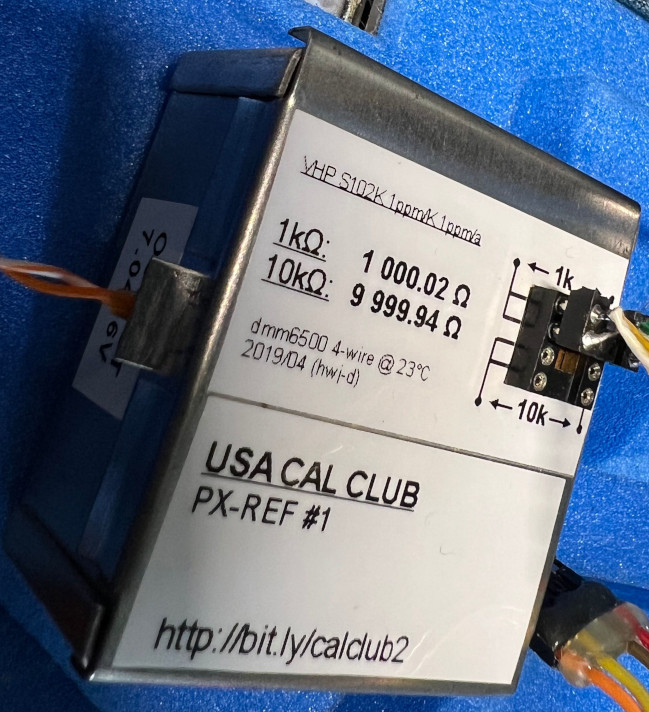 VHP S102K 1ppm/K 1ppm/a
1kΩ: 1 000.02 Ω
10kΩ: 9 999.94 Ω
dmm6500 4-wire @ 23°C
2019/04 (hwj-d)
← 1k
←10k→
USA CAL CLUB
PX-REF #1
http://bit.ly/calclub2